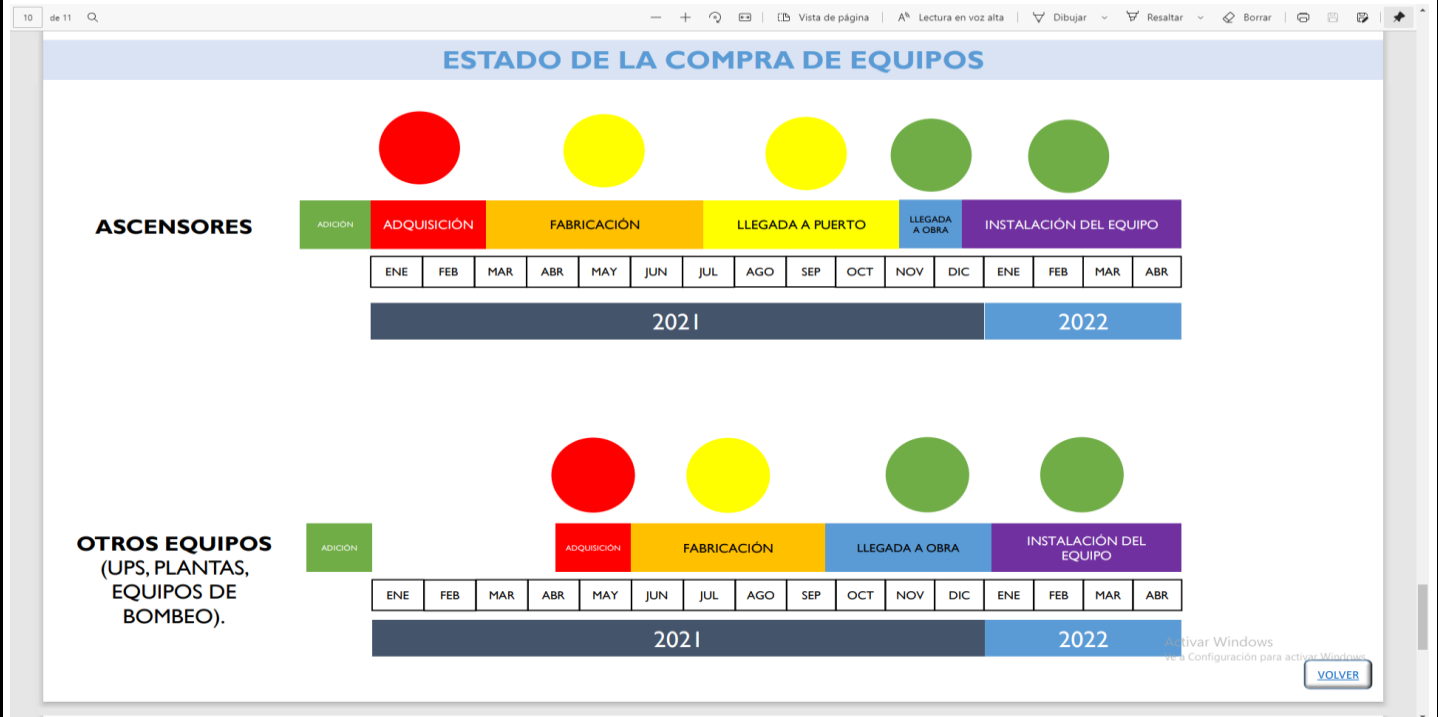 10 de 11 Vista de página Lectura en voz alta Dibujar Resaltar Borrar
ESTADO DE LA COMPRA DE EQUIPOS
ASCENSORES
ADICIÓN ADQUISICIÓN FABRICACIÓN LLEGADA A PUERTO LLEGADA A OBRA INSTALACIÓN DEL EQUIPO
ENE FEB MAR ABR MAY JUN JUL AGO SEP OCT NOV DIC ENE FEB MAR ABR
2021 2022
OTROS EQUIPOS
(UPS, PLANTAS,
EQUIPOS DE
BOMBEO).
ADICIÓN ADQUISICIÓN FABRICACIÓN LLEGADA A OBRA INSTALACIÓN DEL EQUIPO
ENE FEB MAR ABR MAY JUN JUL AGO SEP OCT NOV DIC ENE FEB MAR ABR
2021 2022
Activar Windows
Ve a Configuración para activar Windows.
VOLVER